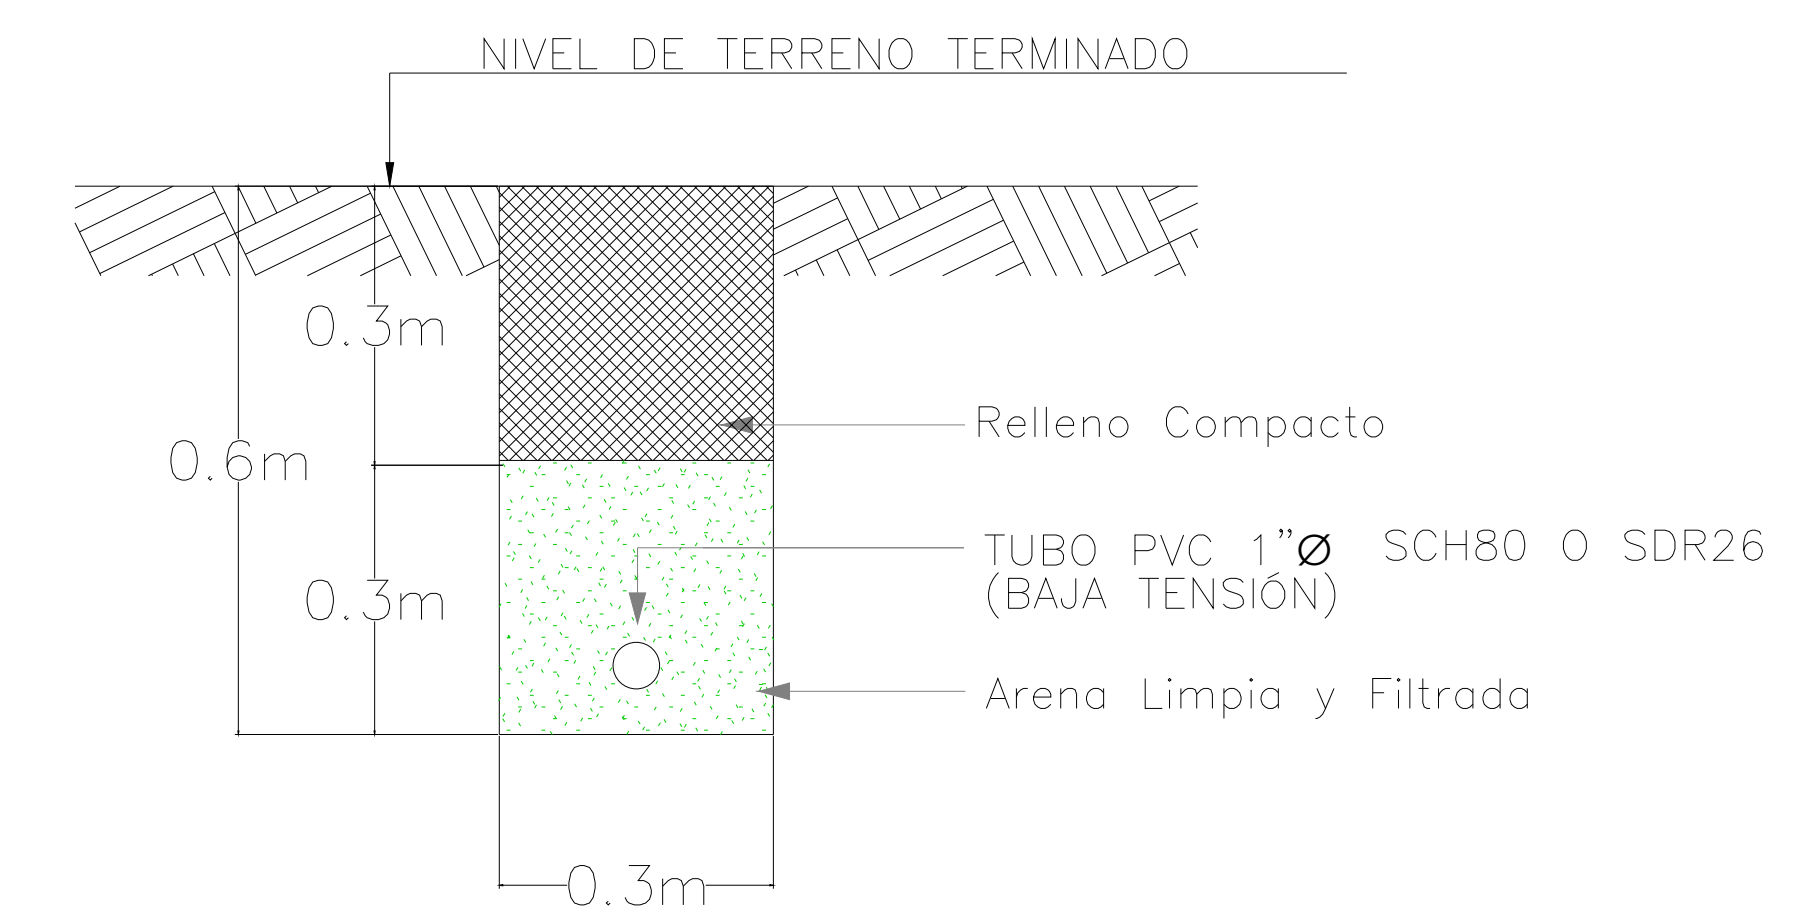 NIVEL DE TERRENO TERMINADO
0.3m
Relleno Compacto
0.6m
TUBO PVC 1”Ø SCH80 O SDR26
(BAJA TENSIÓN)
0.3m
Arena Limpia y Filtrada
0.3m